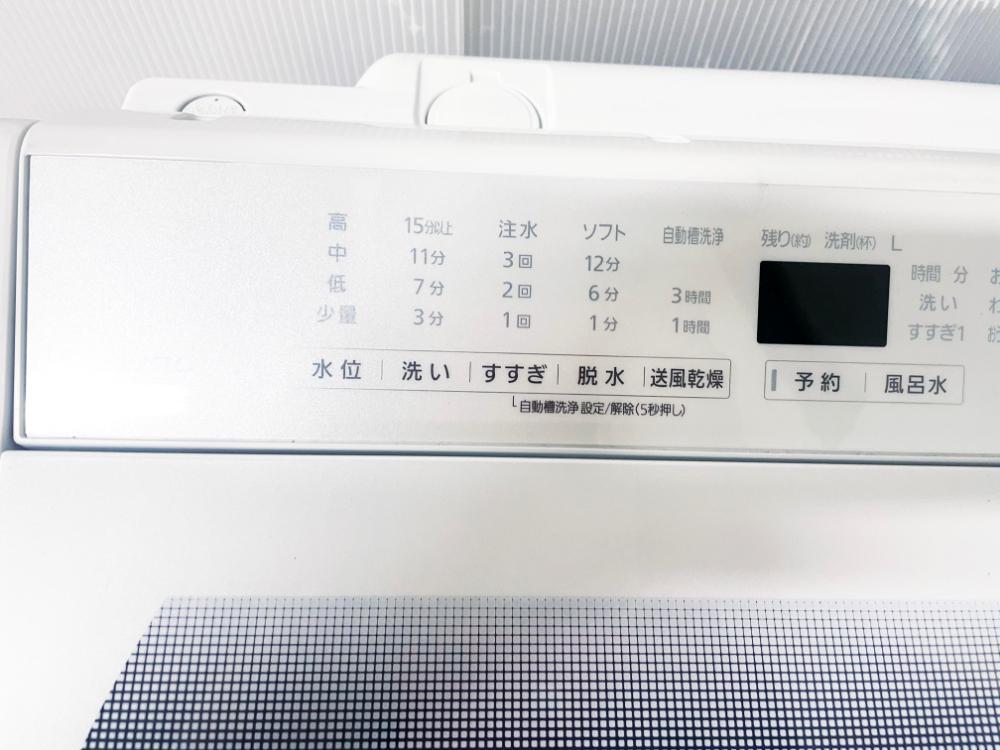 高 15分以上 注水 ソフト 自動槽洗浄 残り(約) 洗剤(杯) L
中 11分 3回 12分 時間 分
低 7分 2回 6分 3時間 洗い
少量 3分 1回 1分 1時間 すすぎ1
水位 洗い すすぎ 脱水 送風乾燥 予約 風呂水
自動槽洗浄 設定/解除(5秒押し)